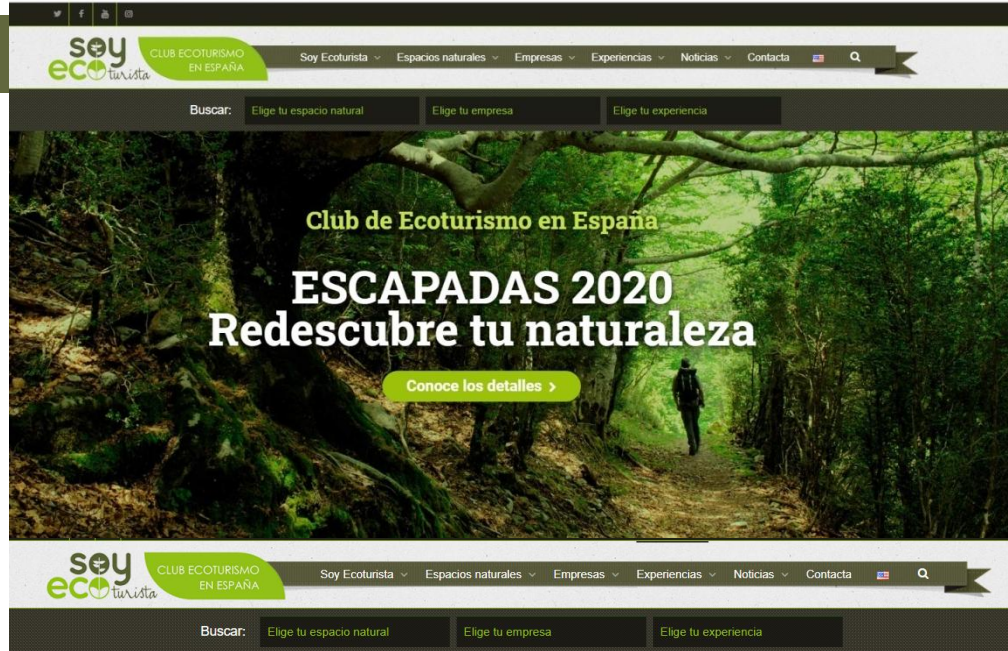 soy
eco turista
CLUB ECOTURISMO
EN ESPAÑA
Soy Ecoturista Espacios naturales Empresas Experiencias Noticias Contacta
Buscar: Elige tu espacio natural Elige tu empresa Elige tu experiencia
Club de Ecoturismo en España
ESCAPADAS 2020
Redescubre tu naturaleza
Conoce los detalles >
soy
eco turista
CLUB ECOTURISMO
EN ESPAÑA
Soy Ecoturista Espacios naturales Empresas Experiencias Noticias Contacta
Buscar: Elige tu espacio natural Elige tu empresa Elige tu experiencia